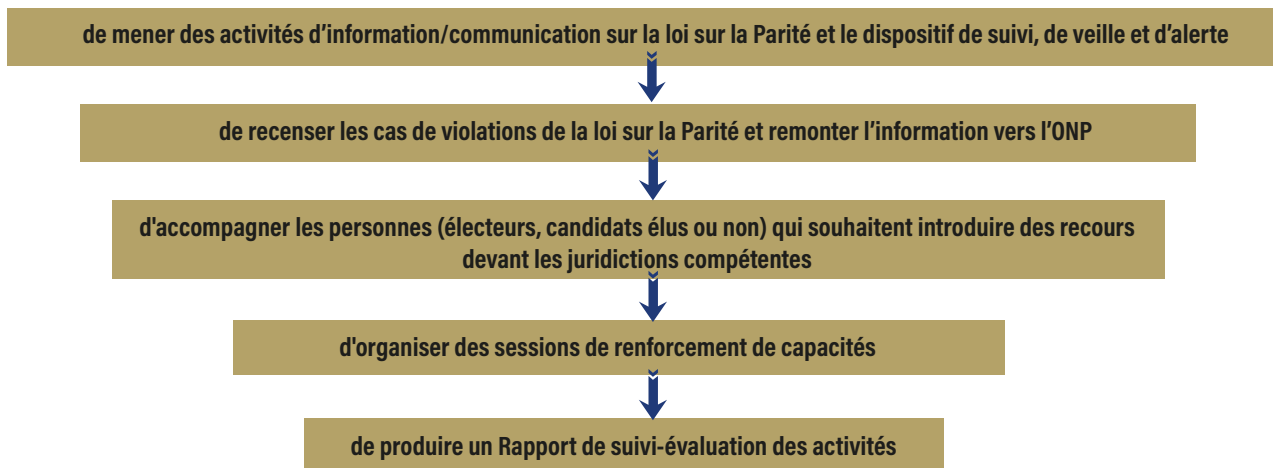 de mener des activités d’information/communication sur la loi sur la Parité et le dispositif de suivi, de veille et d’alerte
de recenser les cas de violations de la loi sur la Parité et remonter l’information vers l’ONP
d'accompagner les personnes (électeurs, candidats élus ou non) qui souhaitent introduire des recours
devant les juridictions compétentes
d'organiser des sessions de renforcement de capacités
de produire un Rapport de suivi-évaluation des activités